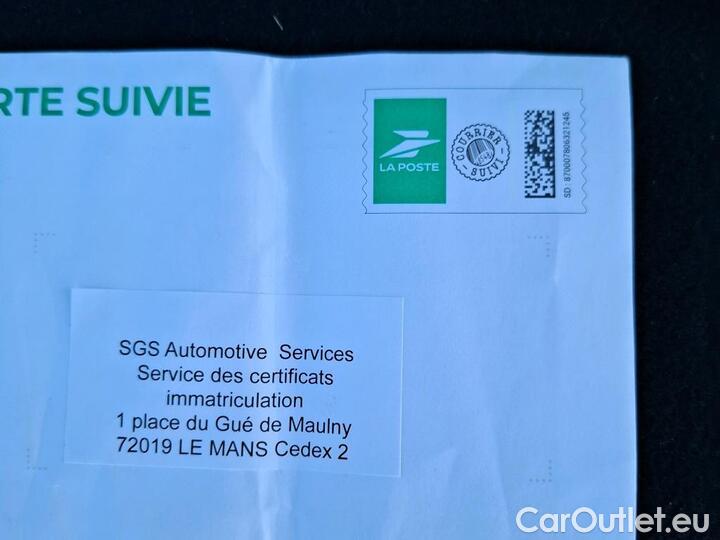 RTE SUIVIE
LA POSTE
COURRIER
SUIVI
SD : 870007806321245
SGS Automotive Services
Service des certificats
immatriculation
1 place du Gué de Maulny
72019 LE MANS Cedex 2
CarOutlet.eu